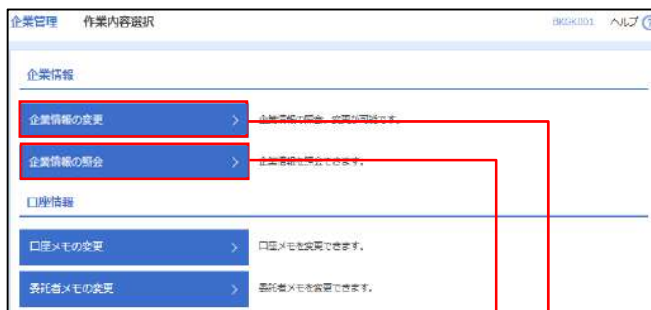 企業管理 作業内容選択 BKGK001 ヘルプ ?
企業情報
企業情報の変更 > 企業情報の照会、変更が可能です。
企業情報の照会 > 企業情報を照会できます。
口座情報
口座メモの変更 > 口座メモを変更できます。
委託者メモの変更 > 委託者メモを変更できます。